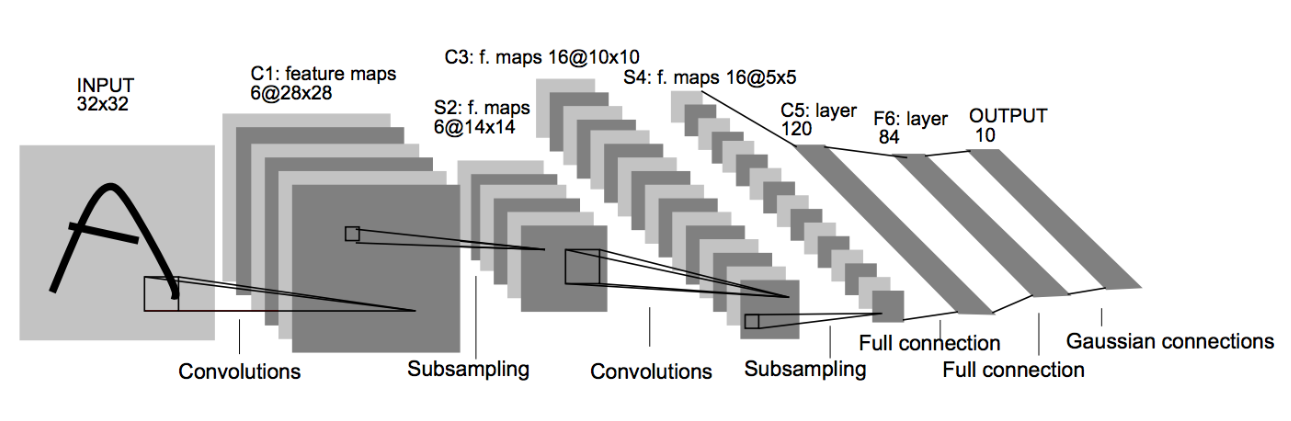 INPUT
32x32
C1: feature maps
6@28x28
S2: f. maps
6@14x14
C3: f. maps 16@10x10
S4: f. maps 16@5x5
C5: layer
120
F6: layer
84
OUTPUT
10
Convolutions
Subsampling
Convolutions
Subsampling
Full connection
Full connection
Gaussian connections